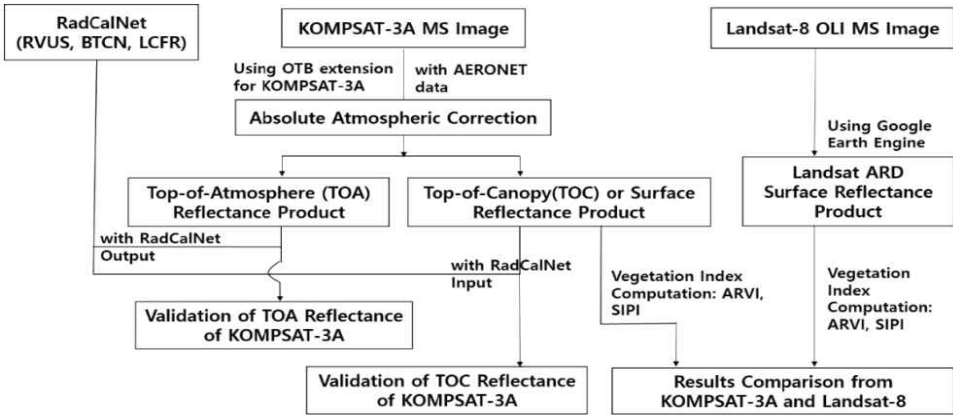 RadCalNet
(RVUS, BTCN, LCFR)
KOMPSAT-3A MS Image
Landsat-8 OLI MS Image
Using OTB extension
for KOMPSAT-3A
with AERONET
data
Absolute Atmospheric Correction
Using Google
Earth Engine
Top-of-Atmosphere (TOA)
Reflectance Product
Top-of-Canopy(TOC) or Surface
Reflectance Product
Landsat ARD
Surface Reflectance
Product
with RadCalNet
Output
with RadCalNet
Input
Vegetation Index
Computation: ARVI,
SIPI
Vegetation
Index
Computation:
ARVI, SIPI
Validation of TOA Reflectance
of KOMPSAT-3A
Validation of TOC Reflectance
of KOMPSAT-3A
Results Comparison from
KOMPSAT-3A and Landsat-8